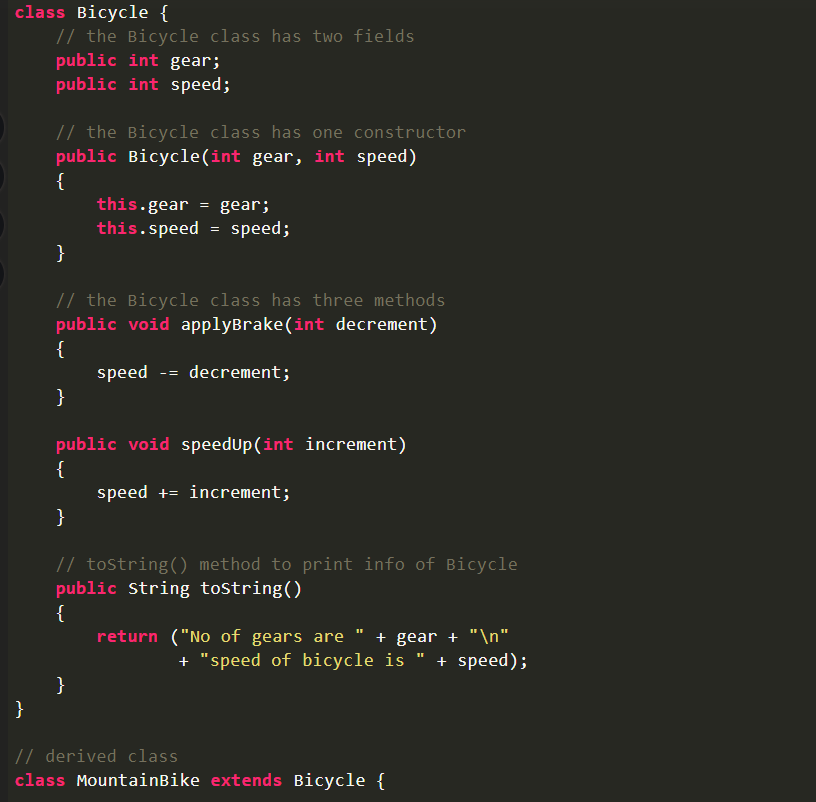 class Bicycle {
    // the Bicycle class has two fields
    public int gear;
    public int speed;

    // the Bicycle class has one constructor
    public Bicycle(int gear, int speed)
    {
        this.gear = gear;
        this.speed = speed;
    }

    // the Bicycle class has three methods
    public void applyBrake(int decrement)
    {
        speed -= decrement;
    }

    public void speedUp(int increment)
    {
        speed += increment;
    }

    // toString() method to print info of Bicycle
    public String toString()
    {
        return ("No of gears are " + gear + "\n"
                + "speed of bicycle is " + speed);
    }
}

// derived class
class MountainBike extends Bicycle {